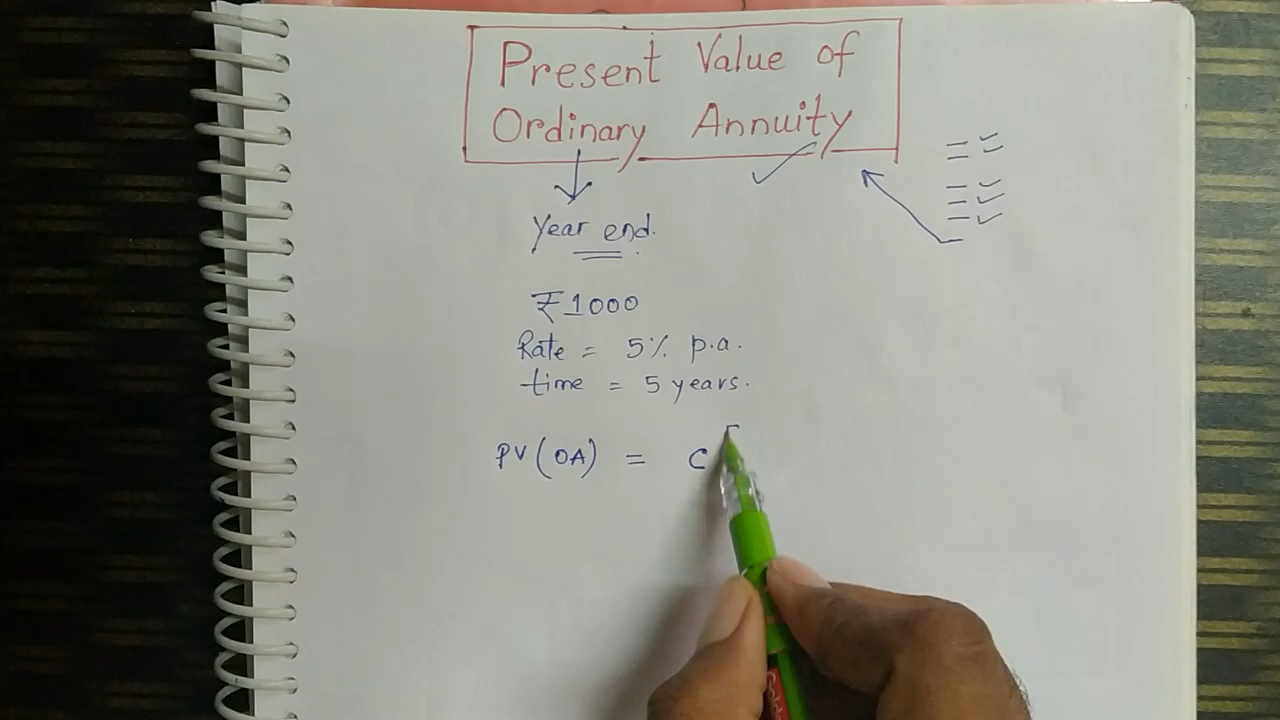 Present Value of
Ordinary Annuity
Year end.
₹1000
Rate = 5% p.a.
time = 5 years.
PV(OA) = C [